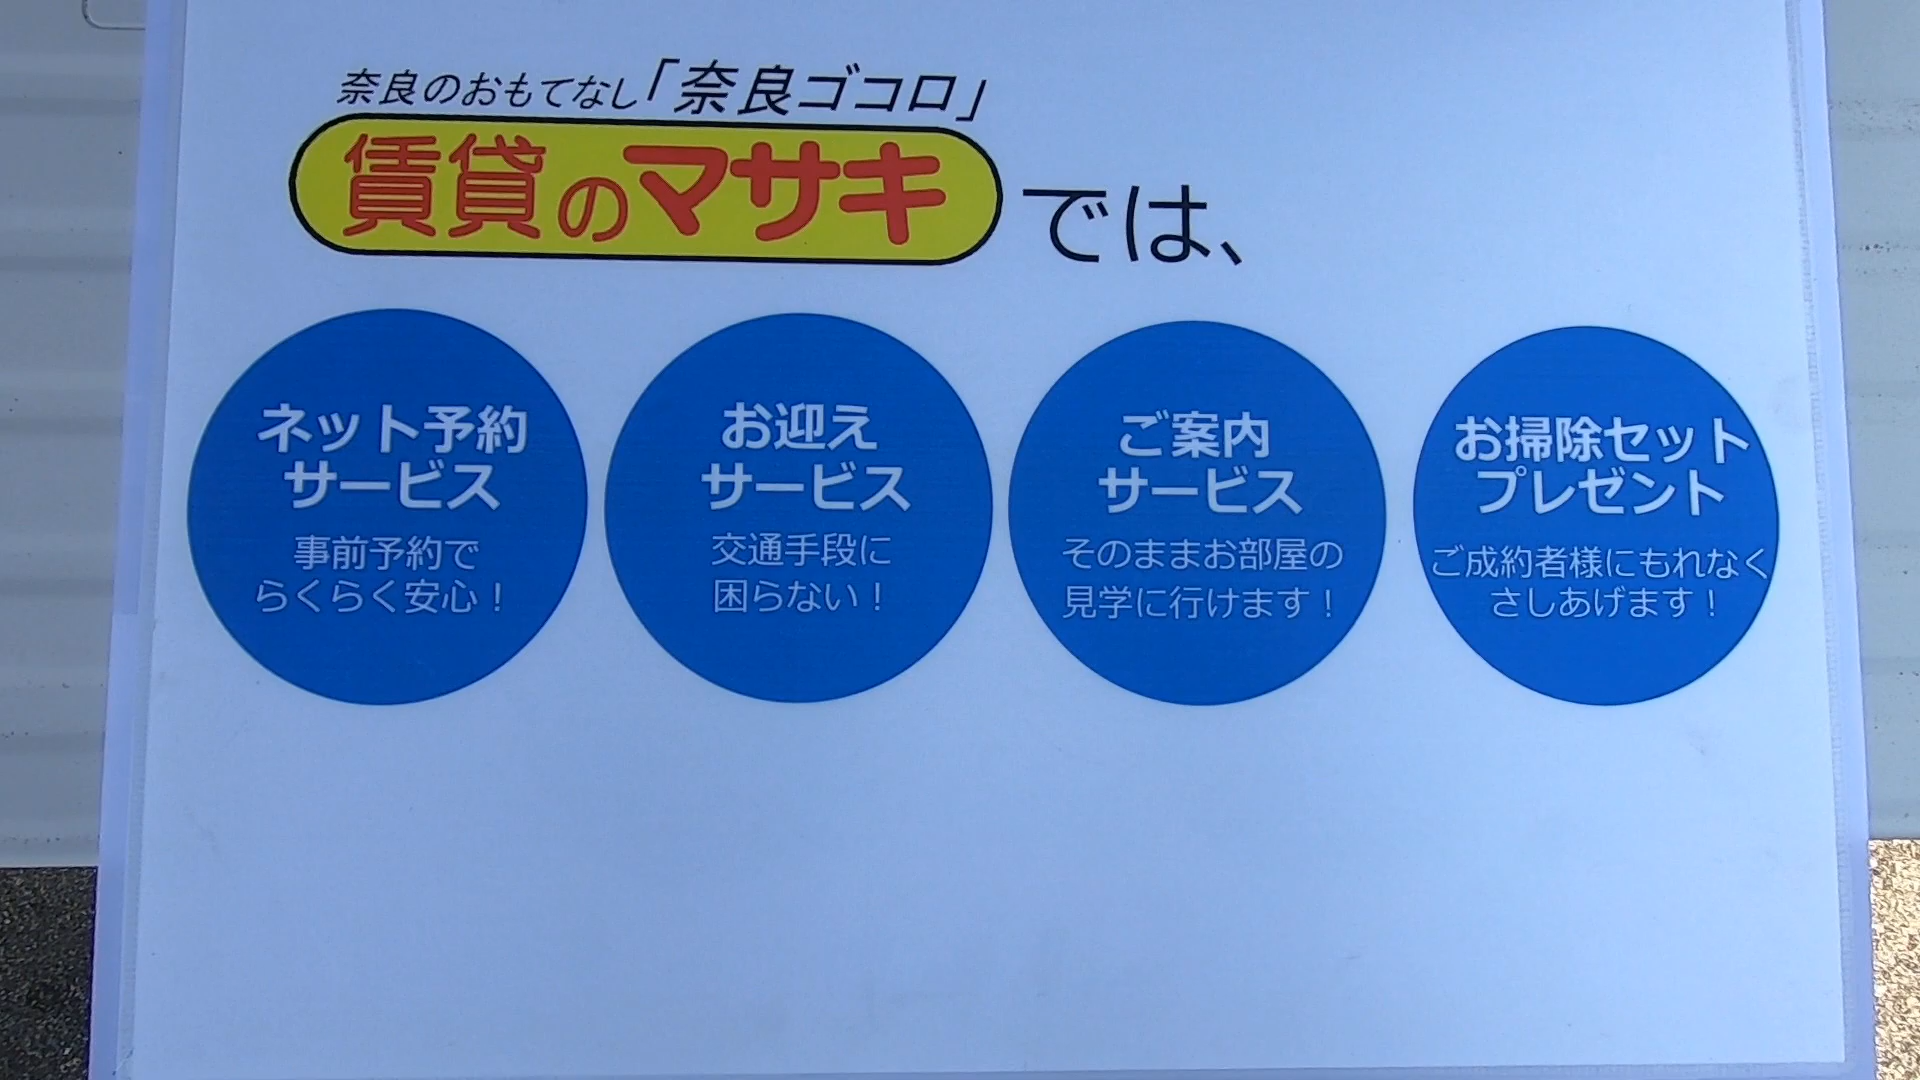 奈良のおもてなし「奈良ゴコロ」
賃貸のマサキでは、
ネット予約
サービス
事前予約で
らくらく安心！
お迎え
サービス
交通手段に
困らない！
ご案内
サービス
そのままお部屋の
見学に行けます！
お掃除セット
プレゼント
ご成約者様にもれなく
さしあげます！